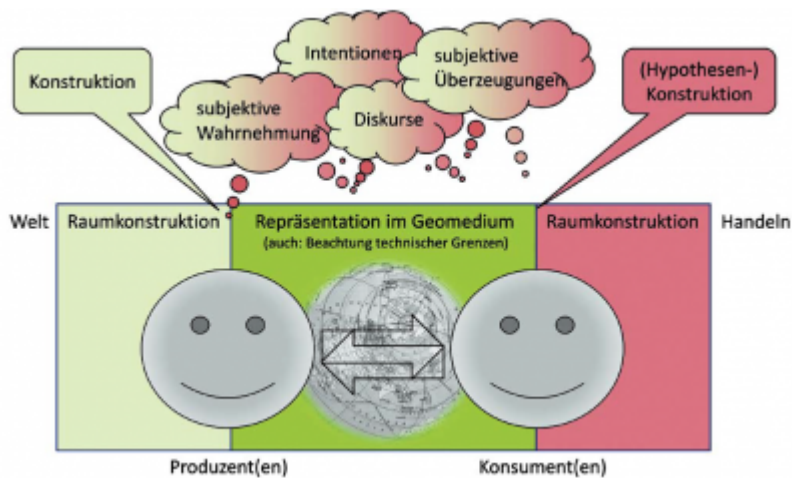 Intentionen
subjektive
Überzeugungen
Konstruktion
(Hypothesen-)
Konstruktion
subjektive
Wahrnehmung
Diskurse
Welt
Raumkonstruktion
Repräsentation im Geomedium
(auch: Beachtung technischer Grenzen)
Raumkonstruktion
Handeln
Produzent(en)
Konsument(en)